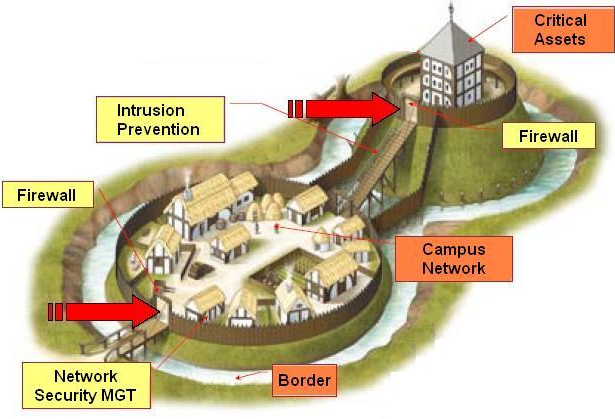 Critical
Assets
Intrusion
Prevention
Firewall
Firewall
Campus
Network
Network
Security MGT
Border